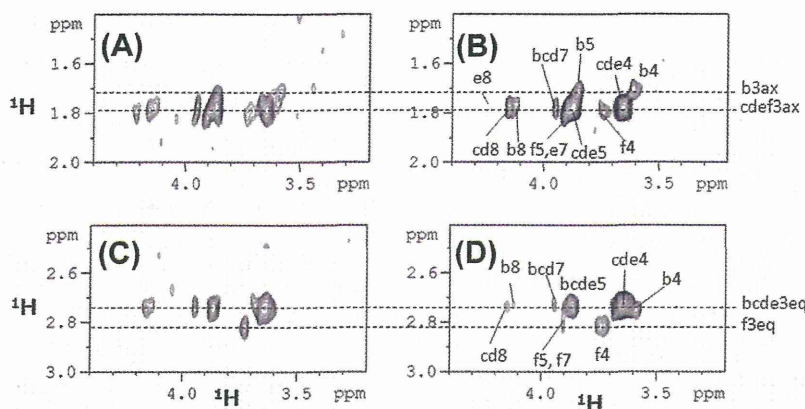 ppm
(A)
1.6
¹H
1.8
2.0
4.0
3.5
ppm
ppm
(B)
b5
cde4
b4
bcd7
e8
1.6
1.8
2.0
cd8
b8
f5,e7
cde5
f4
4.0
3.5
ppm
b3ax
cdef3ax
ppm
(C)
2.6
¹H
2.8
3.0
4.0
¹H
3.5
ppm
ppm
(D)
cde4
b8
bcd7
bcde5
b4
2.6
2.8
3.0
cd8
f5, f7
f4
4.0
¹H
3.5
ppm
bcde3eq
f3eq